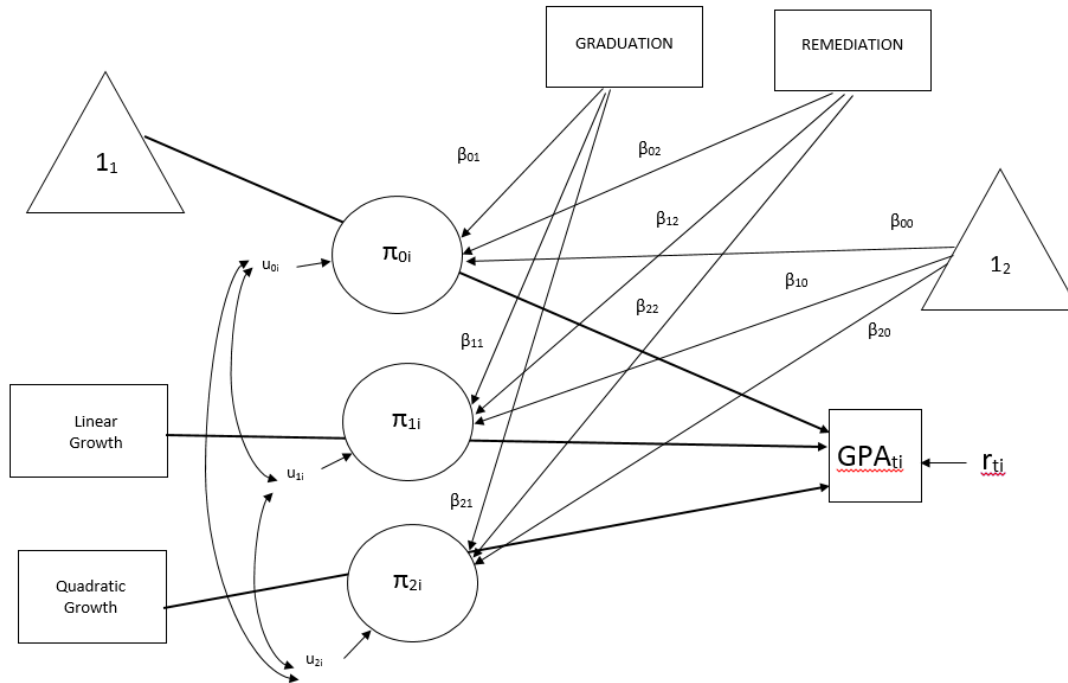 GRADUATION
REMEDIATION
1₁
β₀₁
β₀₂
β₁₂
β₀₀
π₀ᵢ
u₀ᵢ
1₂
β₁₀
β₂₂
β₂₀
β₁₁
Linear
Growth
π₁ᵢ
GPAₜᵢ
rₜᵢ
u₁ᵢ
β₂₁
Quadratic
Growth
π₂ᵢ
u₂ᵢ